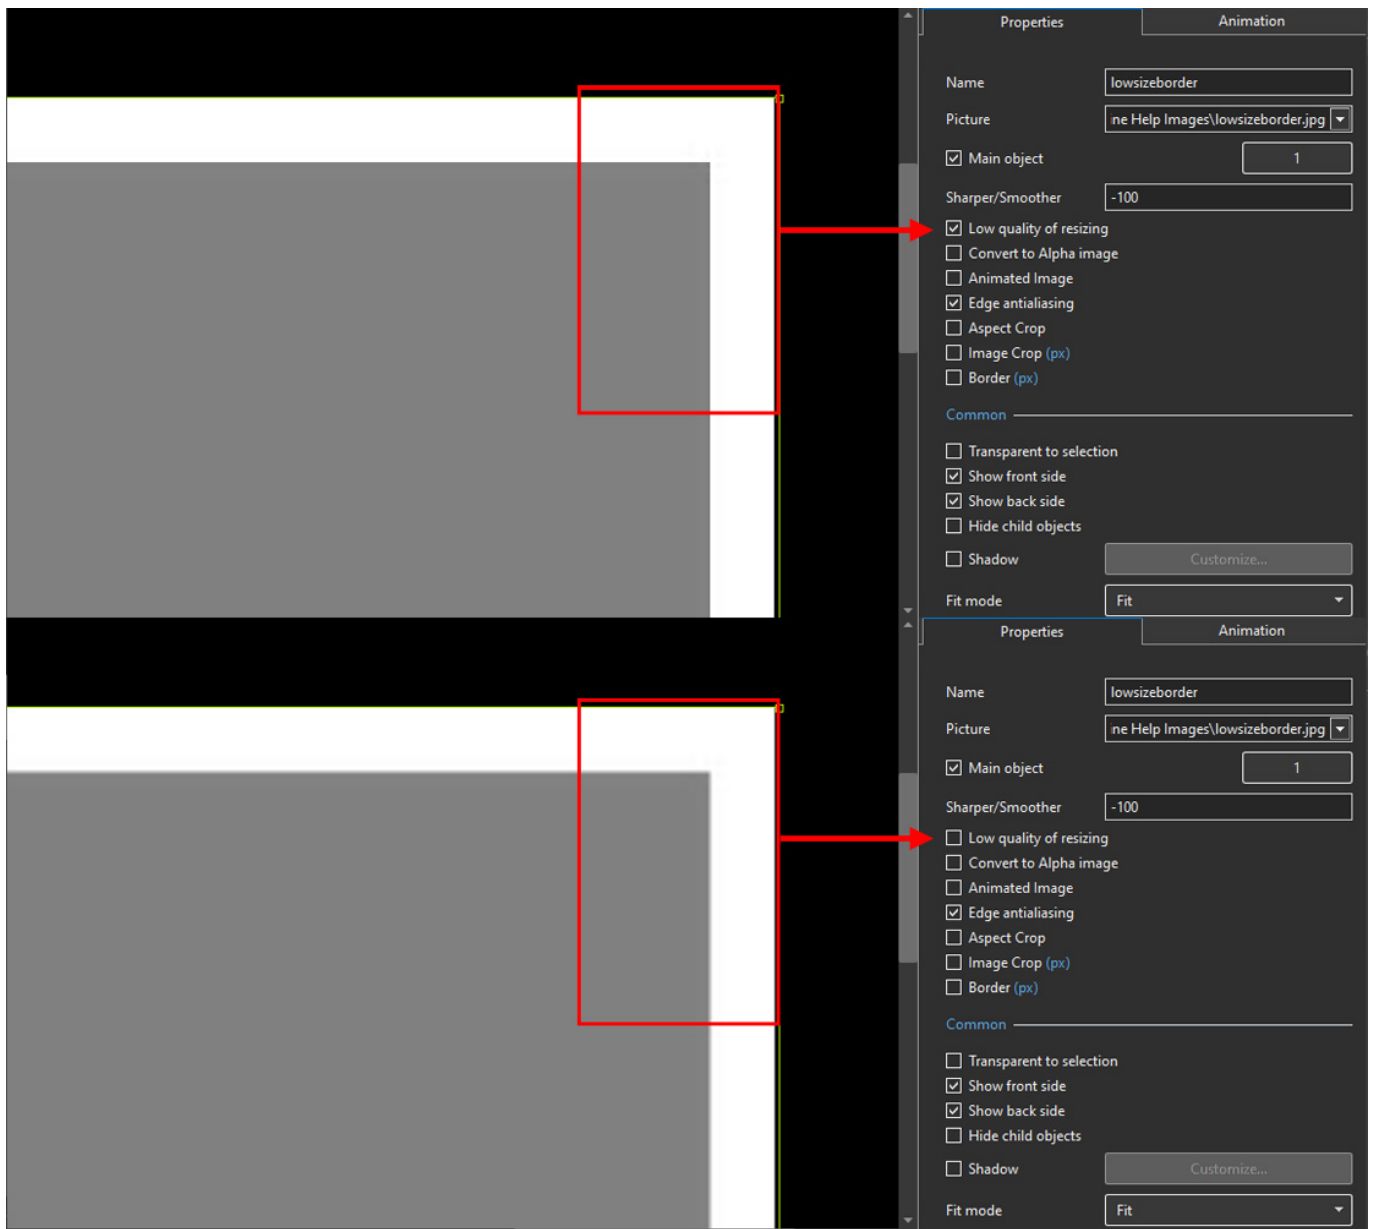 Properties Animation
Name lowsizeborder
Picture ne Help Images\lowsizeborder.jpg
Main object 1
Sharper/Smoother -100
Low quality of resizing
Convert to Alpha image
Animated Image
Edge antialiasing
Aspect Crop
Image Crop (px)
Border (px)
Common
Transparent to selection
Show front side
Show back side
Hide child objects
Shadow Customize...
Fit mode Fit
Properties Animation
Name lowsizeborder
Picture ne Help Images\lowsizeborder.jpg
Main object 1
Sharper/Smoother -100
Low quality of resizing
Convert to Alpha image
Animated Image
Edge antialiasing
Aspect Crop
Image Crop (px)
Border (px)
Common
Transparent to selection
Show front side
Show back side
Hide child objects
Shadow Customize...
Fit mode Fit